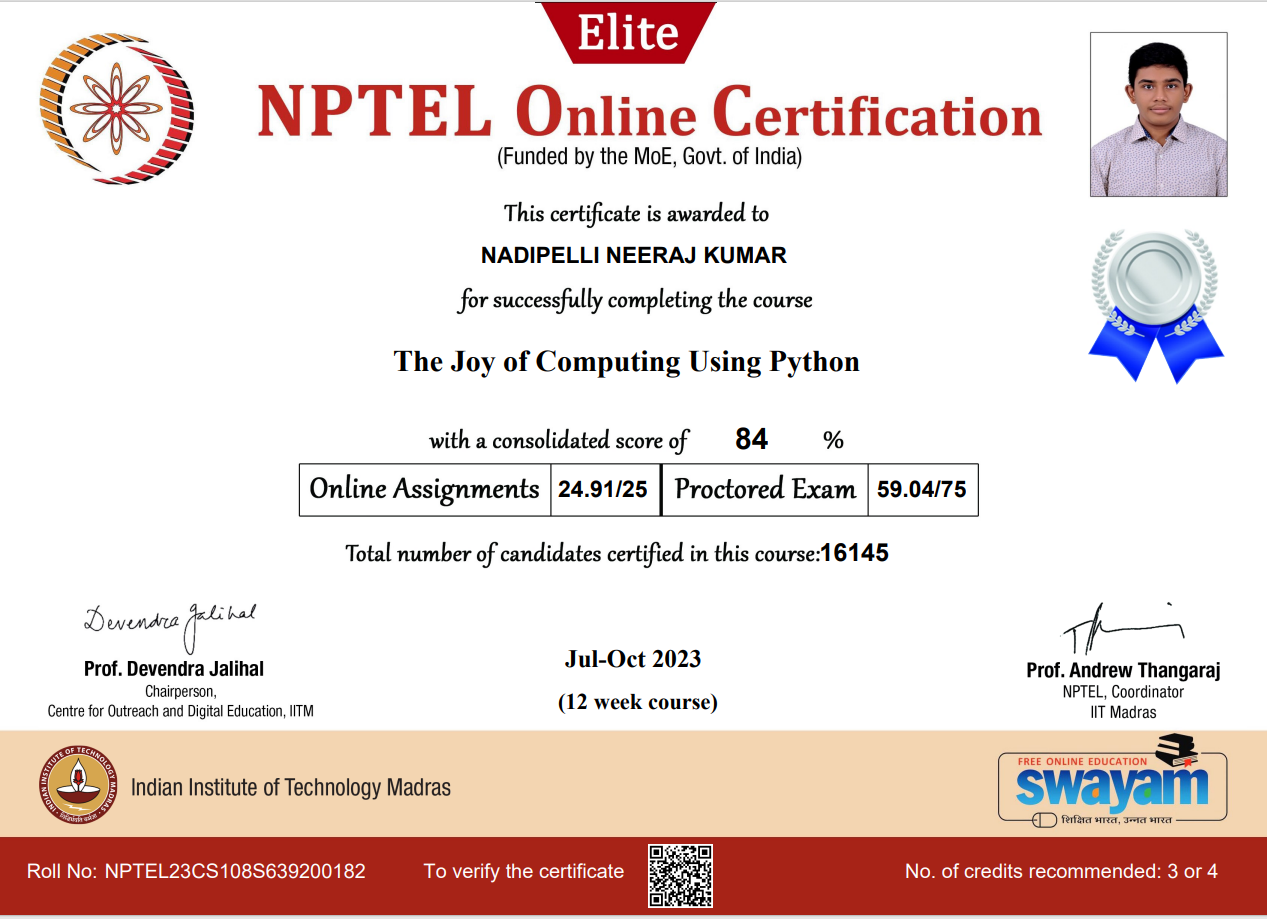 Elite
NPTEL Online Certification
(Funded by the MoE, Govt. of India)
This certificate is awarded to
NADIPELLI NEERAJ KUMAR
for successfully completing the course
The Joy of Computing Using Python
with a consolidated score of 84 %
Online Assignments 24.91/25 Proctored Exam 59.04/75
Total number of candidates certified in this course:16145
Devendra Jalihal
Prof. Devendra Jalihal
Chairperson,
Centre for Outreach and Digital Education, IITM
Jul-Oct 2023
(12 week course)
Prof. Andrew Thangaraj
NPTEL, Coordinator
IIT Madras
INDIAN INSTITUTE OF TECHNOLOGY MADRAS
Indian Institute of Technology Madras
FREE ONLINE EDUCATION
swayam
शिक्षित भारत, उन्नत भारत
Roll No: NPTEL23CS108S639200182
To verify the certificate
No. of credits recommended: 3 or 4